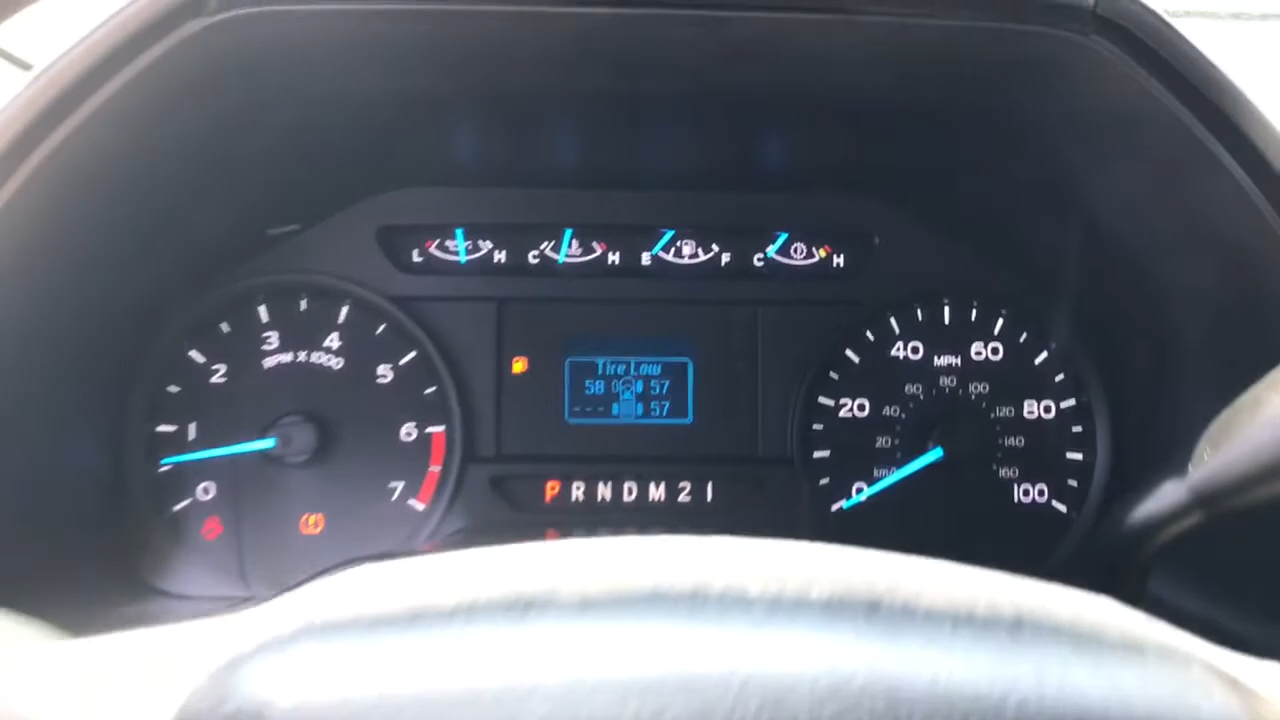 L H C H E F C H
3 4
RPM X 1000
2 5
1 6
0 7
Tire Low
58 57
--- 57
P R N D M 2 1
40 60
MPH
60 80 100
20 40 120 80
20 140
km/h 160
0 100